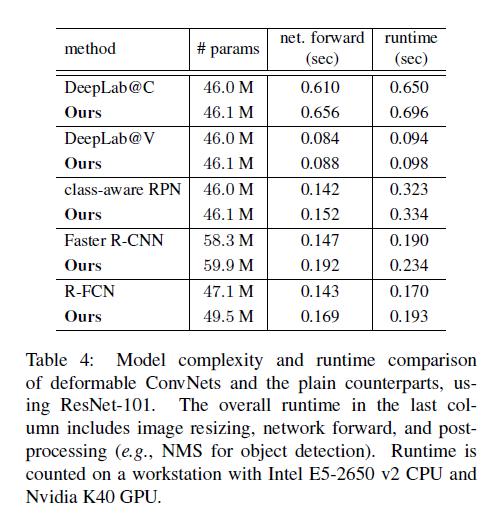 method # params net. forward (sec) runtime (sec)
DeepLab@C 46.0 M 0.610 0.650
Ours 46.1 M 0.656 0.696
DeepLab@V 46.0 M 0.084 0.094
Ours 46.1 M 0.088 0.098
class-aware RPN 46.0 M 0.142 0.323
Ours 46.1 M 0.152 0.334
Faster R-CNN 58.3 M 0.147 0.190
Ours 59.9 M 0.192 0.234
R-FCN 47.1 M 0.143 0.170
Ours 49.5 M 0.169 0.193
Table 4: Model complexity and runtime comparison
of deformable ConvNets and the plain counterparts, us-
ing ResNet-101. The overall runtime in the last col-
umn includes image resizing, network forward, and post-
processing (e.g., NMS for object detection). Runtime is
counted on a workstation with Intel E5-2650 v2 CPU and
Nvidia K40 GPU.